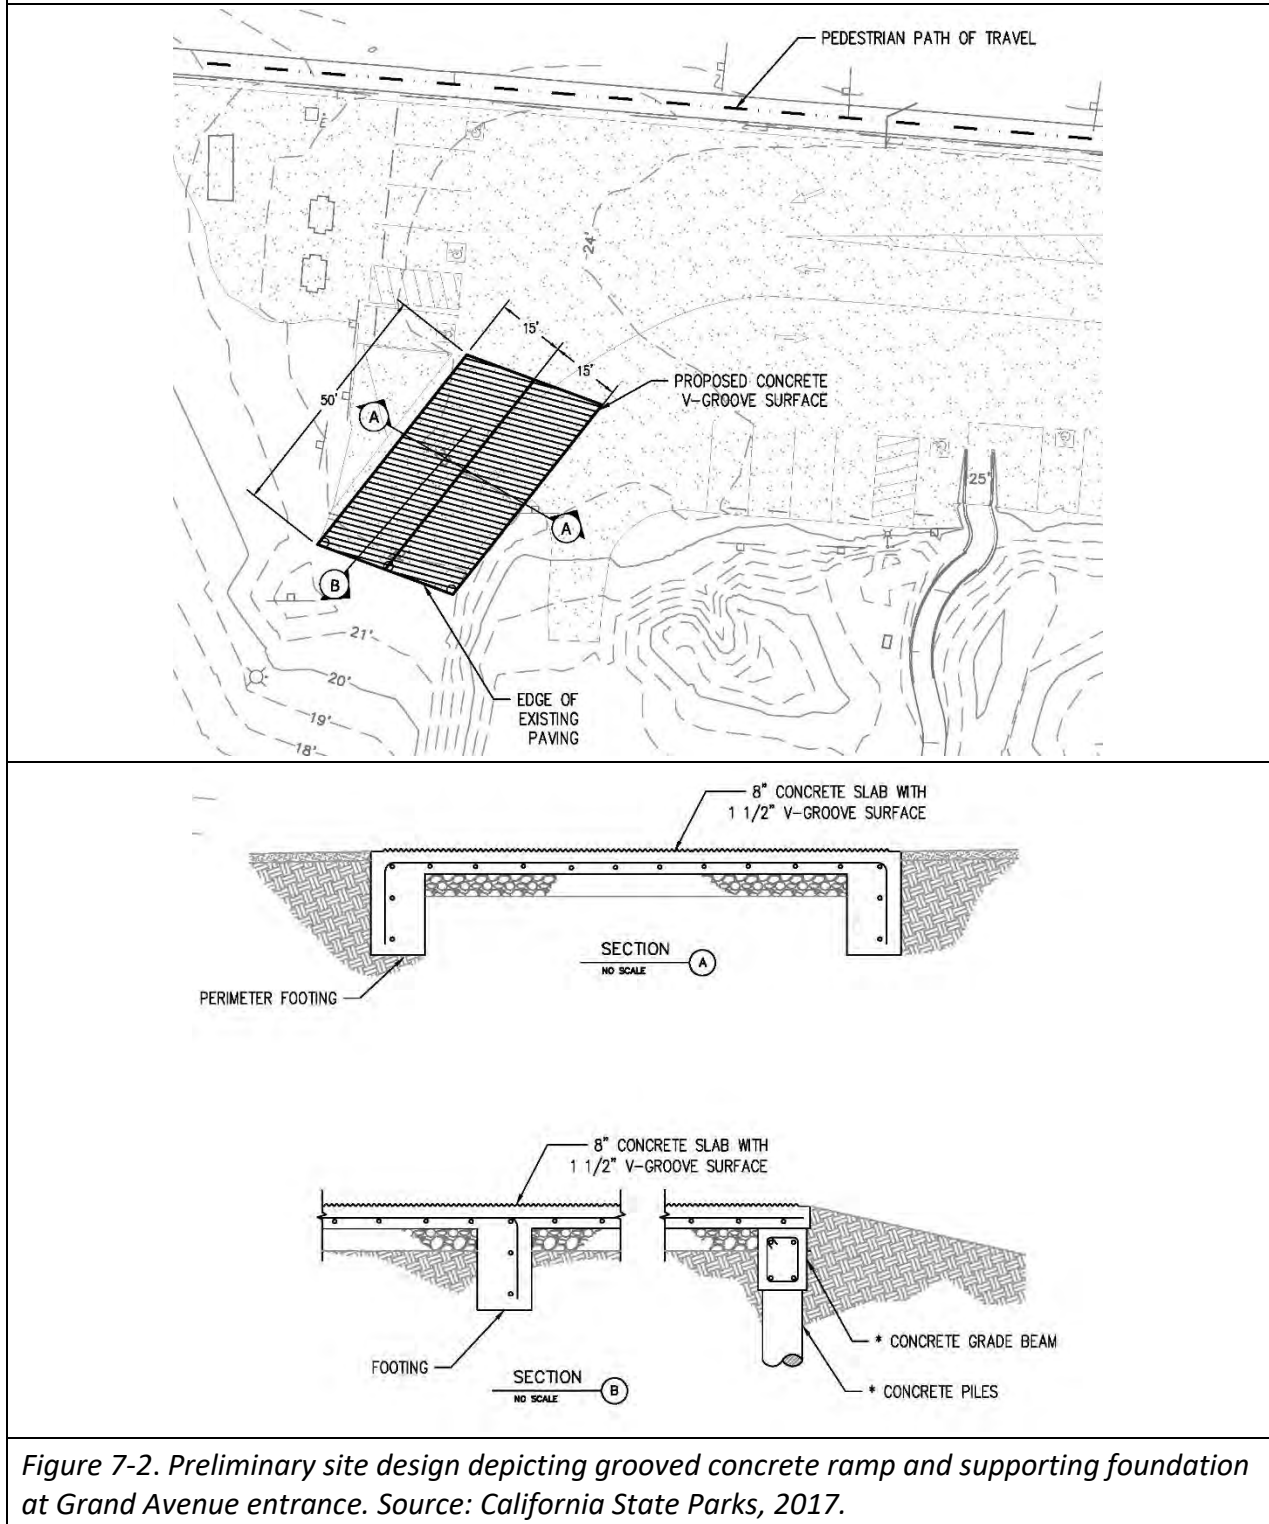 PEDESTRIAN PATH OF TRAVEL
24'
15'
15'
PROPOSED CONCRETE
V-GROOVE SURFACE
50'
A
25'
A
B
21'
20'
EDGE OF
EXISTING
PAVING
19'
18'
8" CONCRETE SLAB WITH
1 1/2" V-GROOVE SURFACE
SECTION
A
NO SCALE
PERIMETER FOOTING
8" CONCRETE SLAB WITH
1 1/2" V-GROOVE SURFACE
* CONCRETE GRADE BEAM
FOOTING
SECTION
B
NO SCALE
* CONCRETE PILES
Figure 7-2. Preliminary site design depicting grooved concrete ramp and supporting foundation
at Grand Avenue entrance. Source: California State Parks, 2017.